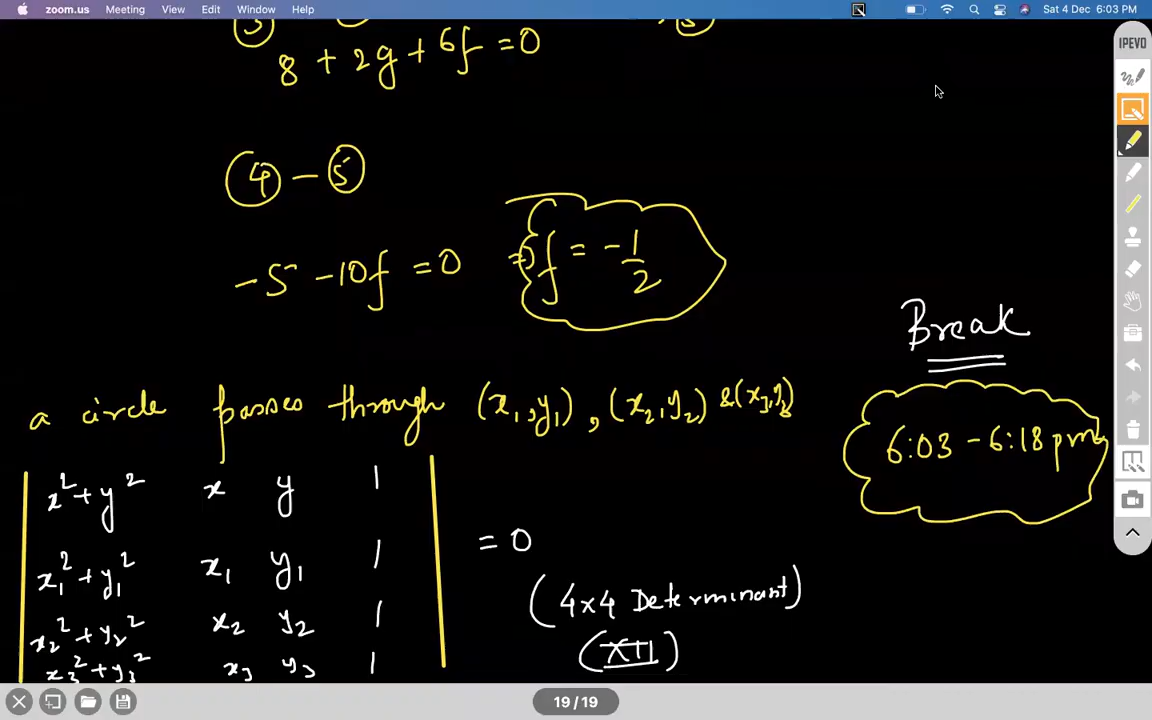 zoom.us Meeting View Edit Window Help Sat 4 Dec 6:03 PM
IPEVO
3 5
8 + 2g + 6f = 0
4 - 5
-5 - 10f = 0 ⇒ f = -1/2
Break
6:03 - 6:18 pm
a circle passes through (x₁,y₁), (x₂,y₂) & (x₃,y₃)
x²+y² x y 1
x₁²+y₁² x₁ y₁ 1
= 0
x₂²+y₂² x₂ y₂ 1
(4x4 Determinant)
x₃²+y₃² x₃ y₃ 1
(XII)
19 / 19